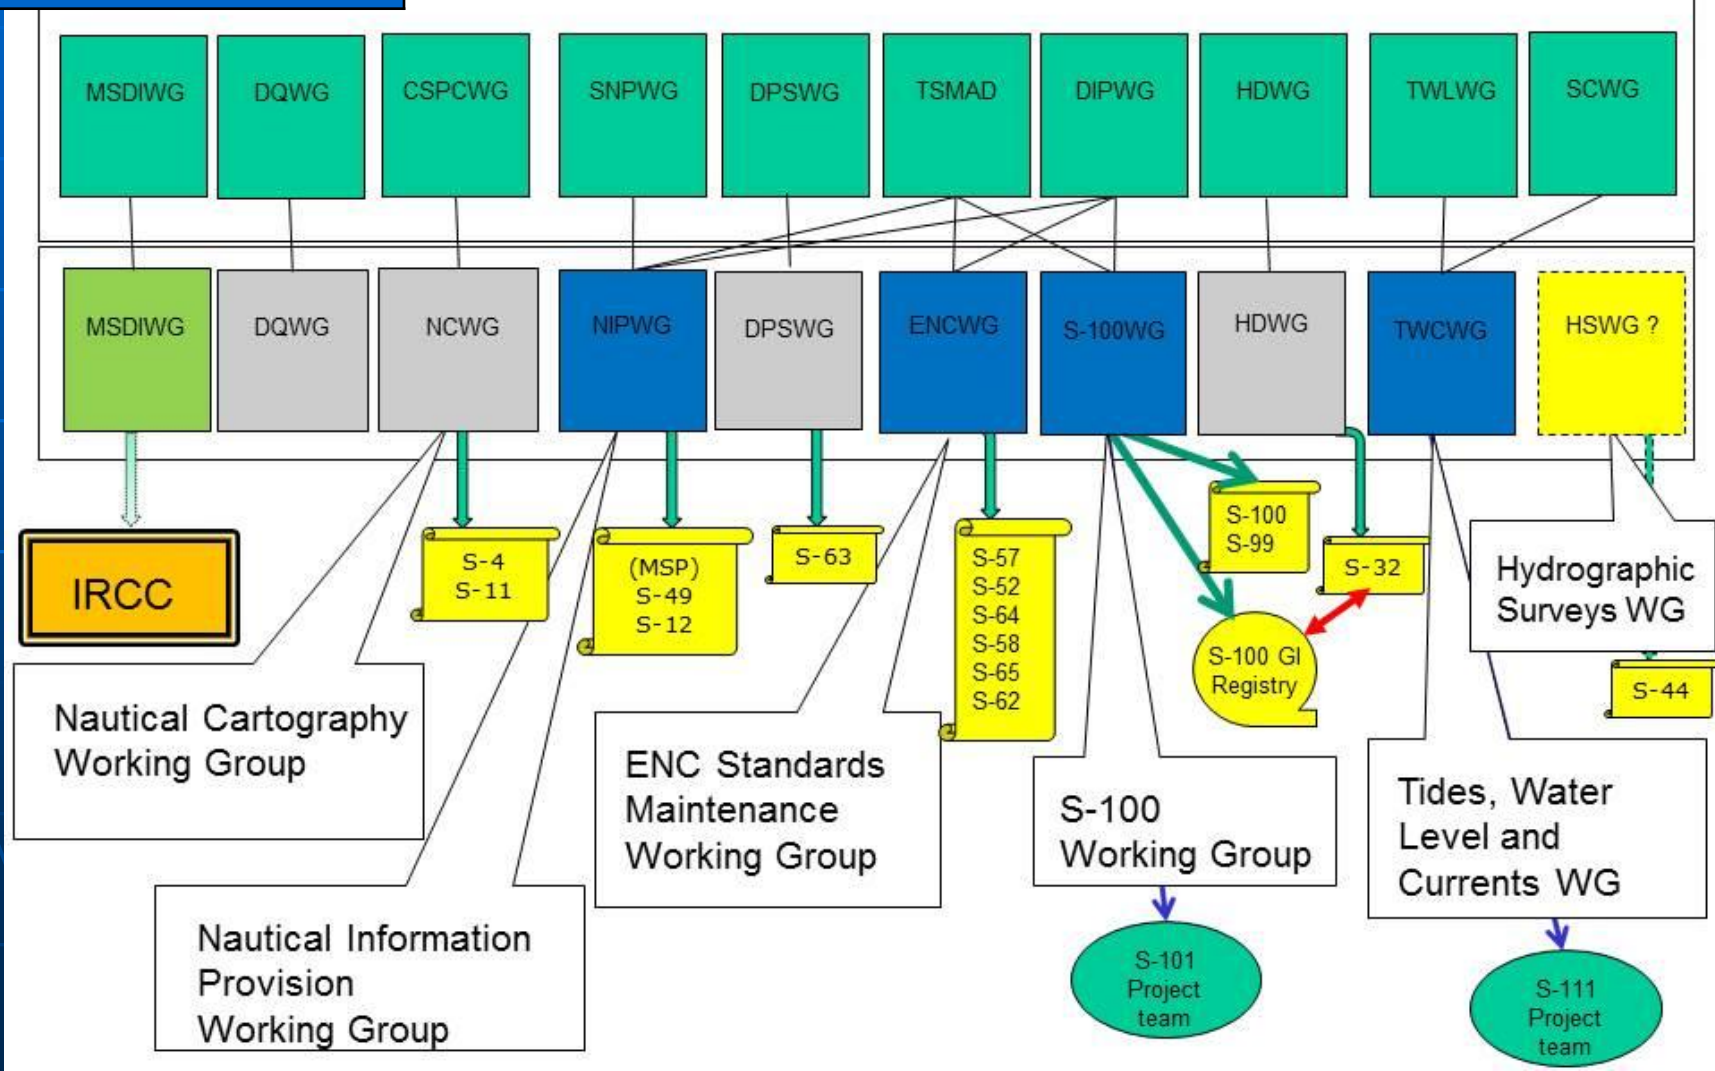 MSDIWG
DQWG
CSPCWG
SNPWG
DPSWG
TSMAD
DIPWG
HDWG
TWLWG
SCWG
MSDIWG
DQWG
NCWG
NIPWG
DPSWG
ENCWG
S-100WG
HDWG
TWCWG
HSWG ?
IRCC
S-4
S-11
(MSP)
S-49
S-12
S-63
S-57
S-52
S-64
S-58
S-65
S-62
S-100
S-99
S-32
S-100 GI
Registry
Hydrographic
Surveys WG
S-44
Nautical Cartography
Working Group
Nautical Information
Provision
Working Group
ENC Standards
Maintenance
Working Group
S-100
Working Group
Tides, Water
Level and
Currents WG
S-101
Project
team
S-111
Project
team